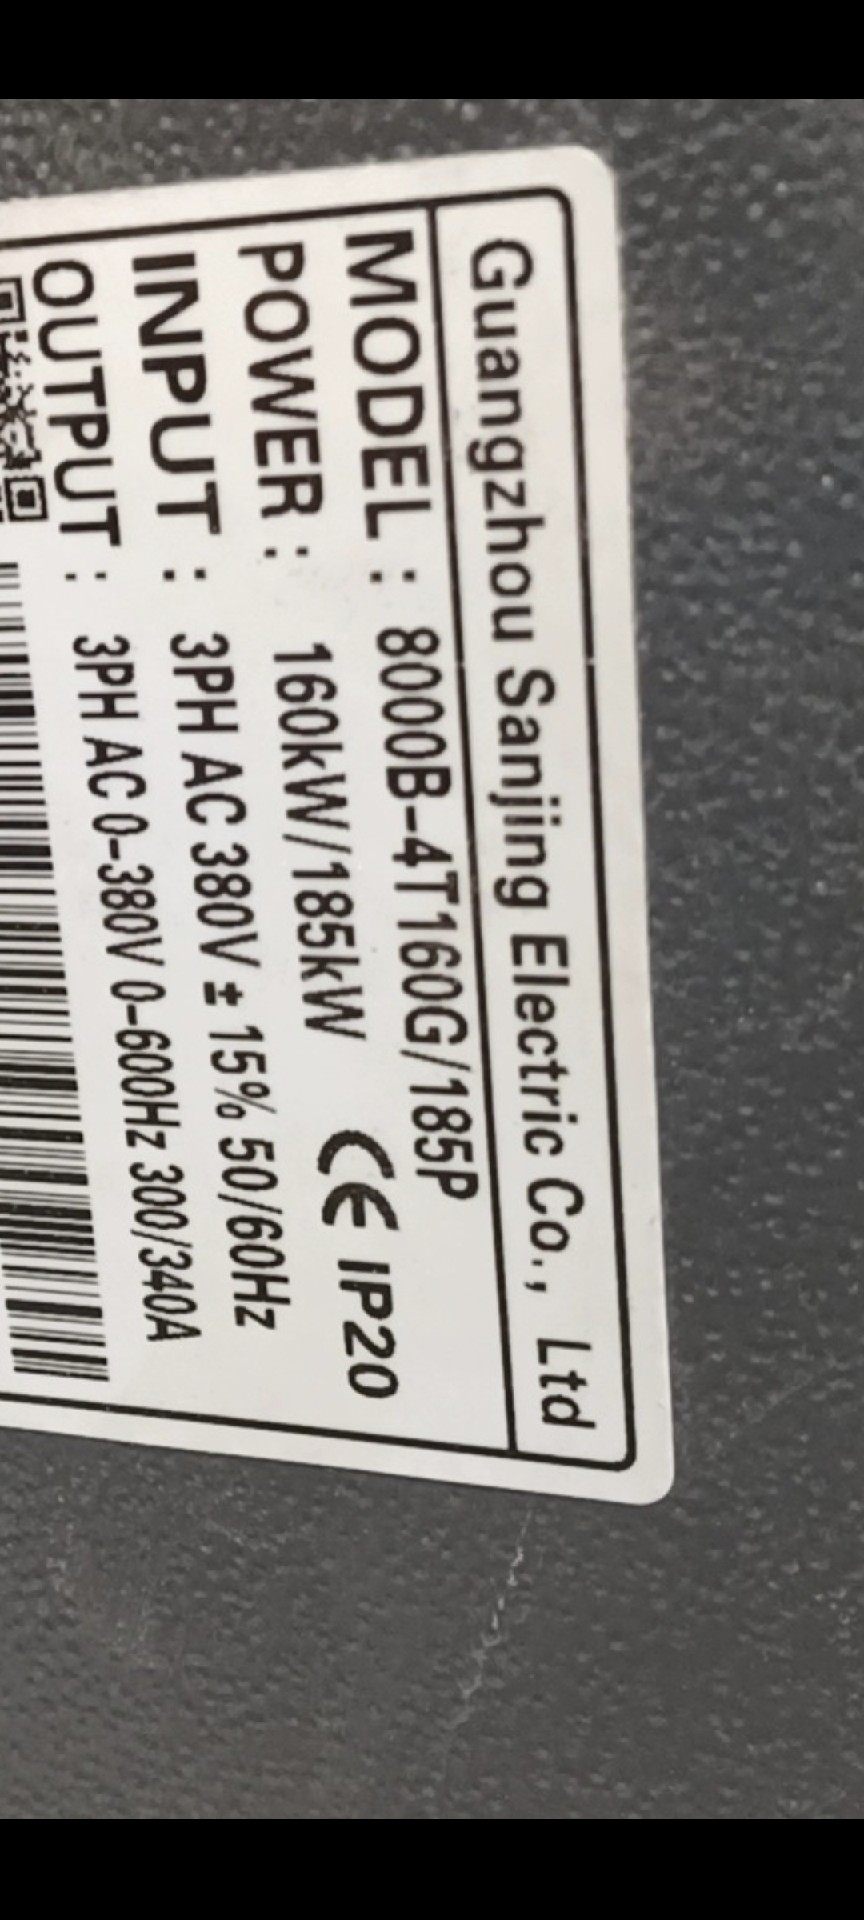 Guangzhou Sanjing Electric Co., Ltd
MODEL : 8000B-4T160G/185P
POWER : 160kW/185kW CE IP20
INPUT : 3PH AC 380V ± 15% 50/60Hz
OUTPUT : 3PH AC 0-380V 0-600Hz 300/340A